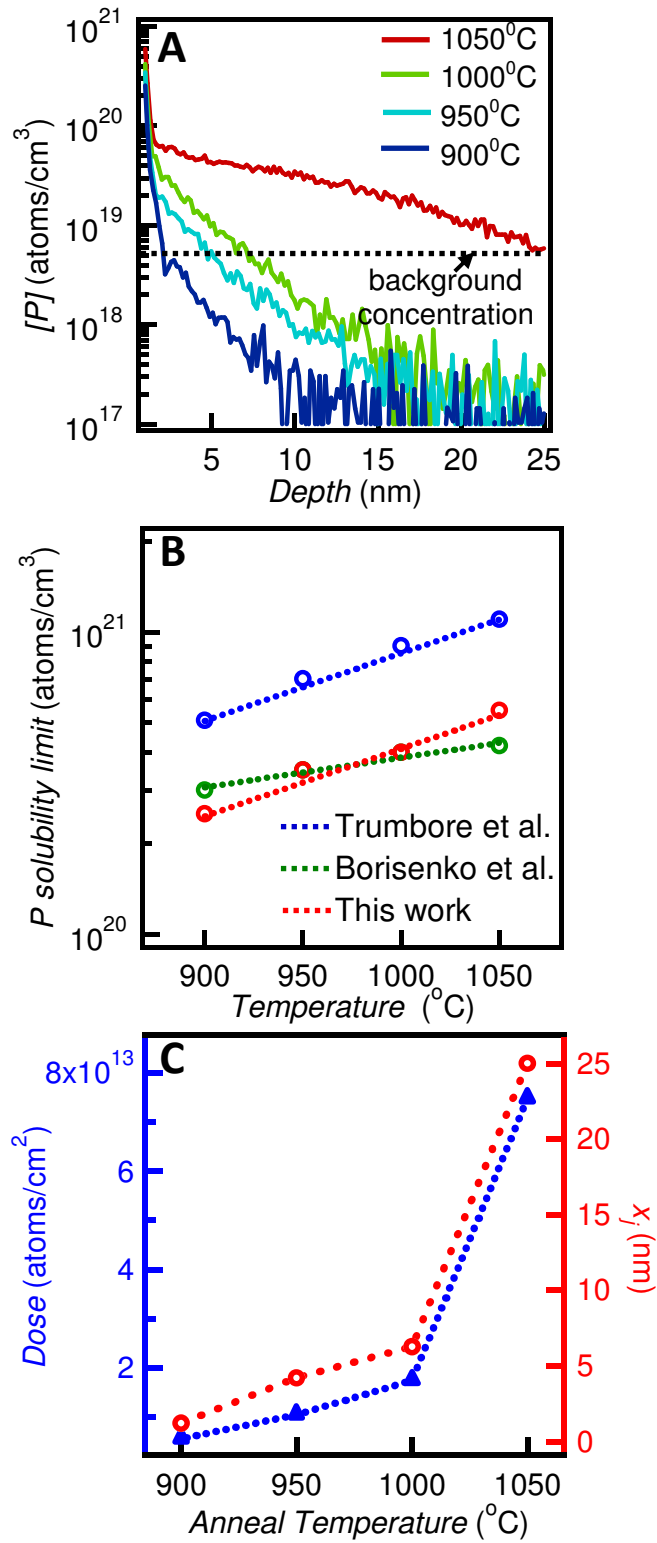 A
1050⁰C
1000⁰C
950⁰C
900⁰C
10²¹
10²⁰
10¹⁹
10¹⁸
10¹⁷
[P] (atoms/cm³)
background
concentration
5
10
15
20
25
Depth (nm)
B
10²¹
10²⁰
P solubility limit (atoms/cm³)
Trumbore et al.
Borisenko et al.
This work
900
950
1000
1050
Temperature (°C)
C
8x10¹³
6
4
2
Dose (atoms/cm²)
25
20
15
10
5
0
xⱼ (nm)
900
950
1000
1050
Anneal Temperature (°C)